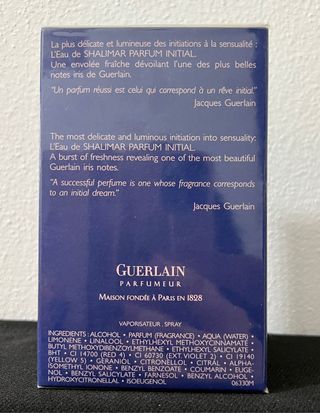 La plus délicate et lumineuse des initiations à la sensualité :
L'Eau de SHALIMAR PARFUM INITIAL.
Une envolée fraîche dévoilant l'une des plus belles
notes iris de Guerlain.
"Un parfum réussi est celui qui correspond à un rêve initial."
Jacques Guerlain
The most delicate and luminous initiation into sensuality:
L'Eau de SHALIMAR PARFUM INITIAL.
A burst of freshness revealing one of the most beautiful
Guerlain iris notes.
"A successful perfume is one whose fragrance corresponds
to an initial dream."
Jacques Guerlain
GUERLAIN
PARFUMEUR
MAISON FONDÉE À PARIS EN 1828
VAPORISATEUR . SPRAY
INGREDIENTS : ALCOHOL • PARFUM (FRAGRANCE) • AQUA (WATER) •
LIMONENE • LINALOOL • ETHYLHEXYL METHOXYCINNAMATE •
BUTYL METHOXYDIBENZOYLMETHANE • ETHYLHEXYL SALICYLATE •
BHT • CI 14700 (RED 4) • CI 60730 (EXT VIOLET 2) • CI 19140
(YELLOW 5) • GERANIOL • CITRONELLOL • CITRAL • ALPHA-
ISOMETHYL IONONE • BENZYL BENZOATE • COUMARIN • EUGE-
NOL • BENZYL SALICYLATE • FARNESOL • BENZYL ALCOHOL •
HYDROXYCITRONELLAL • ISOEUGENOL
06330M